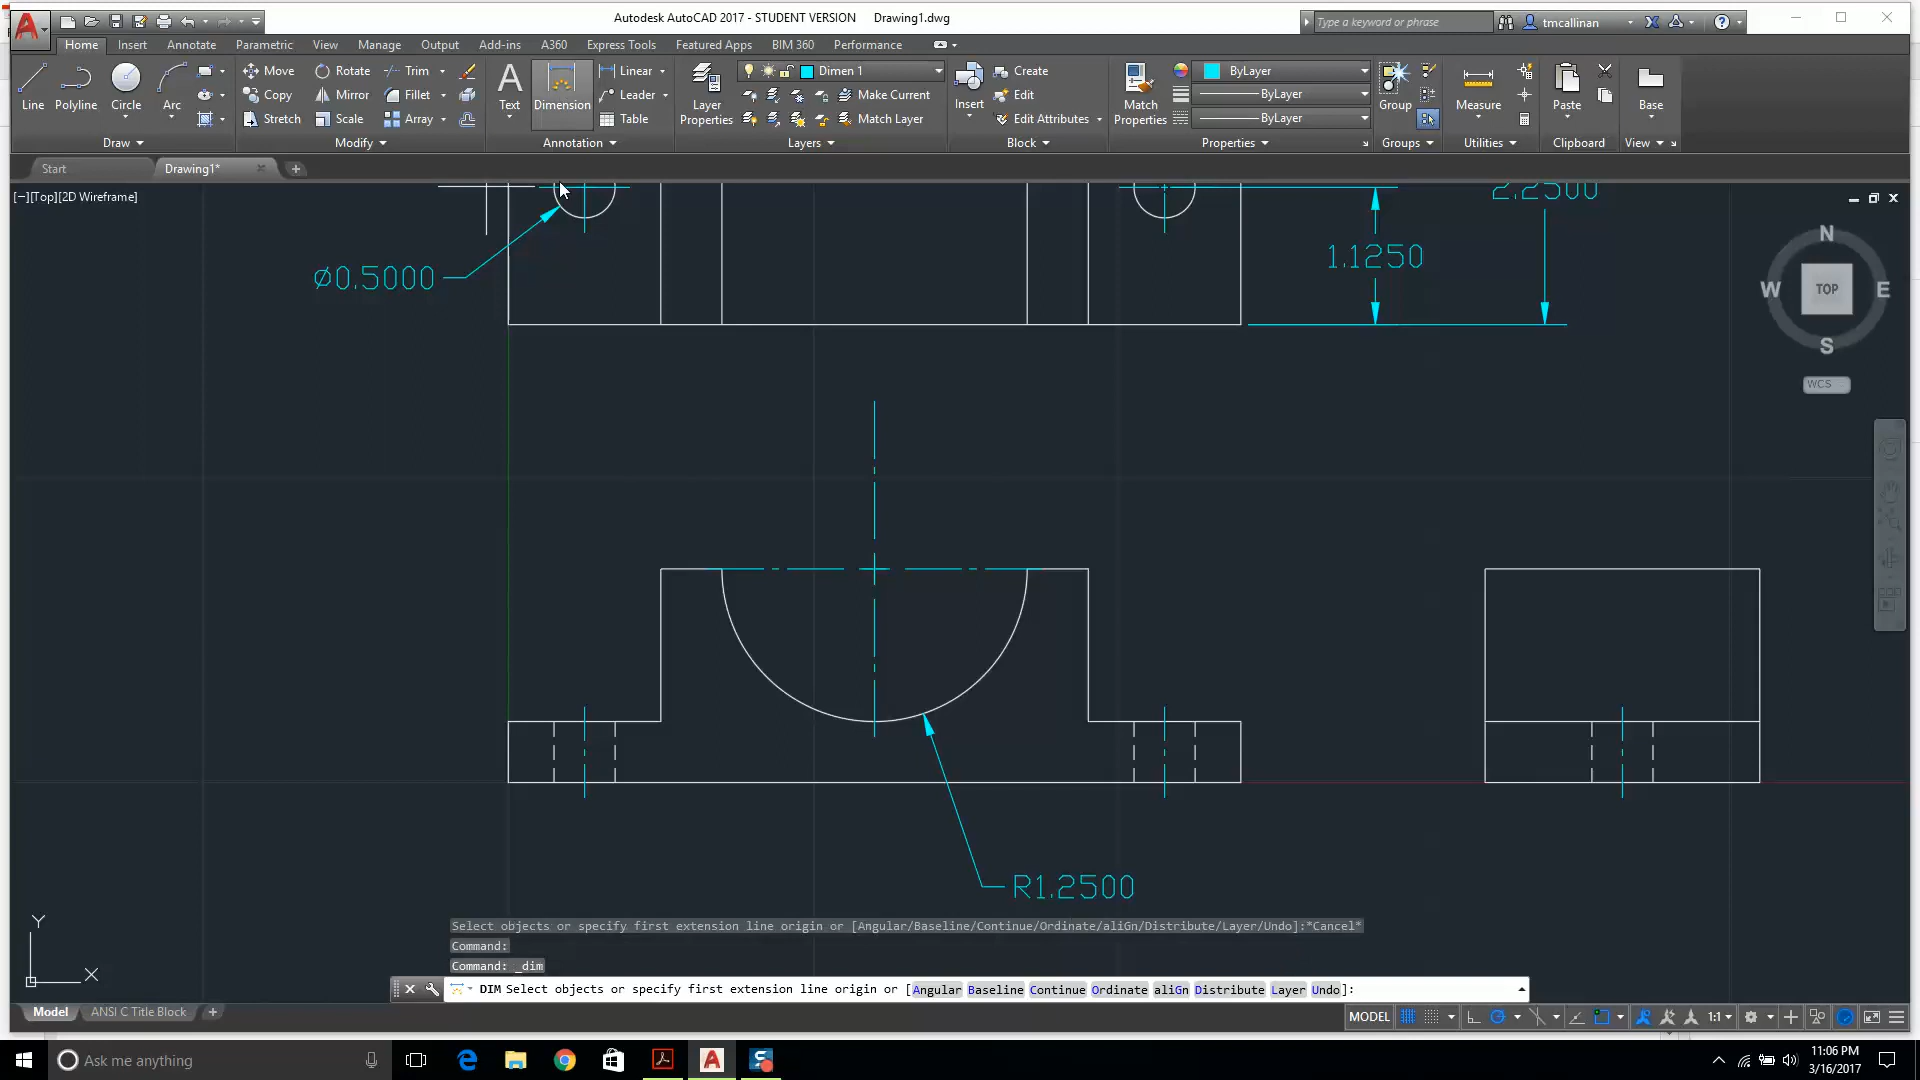 Autodesk AutoCAD 2017 - STUDENT VERSION Drawing1.dwg
Type a keyword or phrase
tmcallinan
Home Insert Annotate Parametric View Manage Output Add-ins A360 Express Tools Featured Apps BIM 360 Performance
Line Polyline Circle Arc
Move Rotate Trim
Copy Mirror Fillet
Stretch Scale Array
Text Dimension
Linear
Leader
Table
Layer Properties
Dimen 1
Make Current
Match Layer
Insert
Create
Edit
Edit Attributes
Match Properties
ByLayer
ByLayer
ByLayer
Group Measure Paste Base
Draw Modify Annotation Layers Block Properties Groups Utilities Clipboard View
Start Drawing1*
[−][Top][2D Wireframe]
2.2500
N
1.1250
W TOP E
Ø0.5000
S
WCS
R1.2500
Select objects or specify first extension line origin or [Angular/Baseline/Continue/Ordinate/aliGn/Distribute/Layer/Undo]:*Cancel*
Command:
Command: _dim
DIM Select objects or specify first extension line origin or [Angular Baseline Continue Ordinate aliGn Distribute Layer Undo]:
Y
X
Model ANSI C Title Block
MODEL 1:1
Ask me anything
11:06 PM
3/16/2017